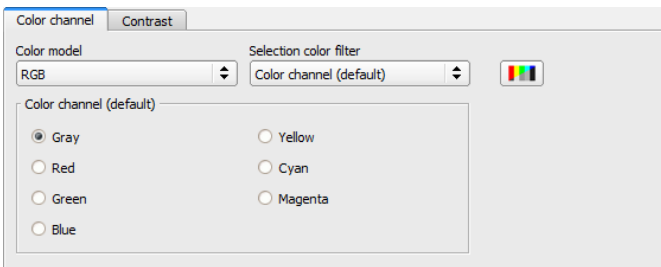 Color channel Contrast
Color model Selection color filter
RGB Color channel (default)
Color channel (default)
Gray Yellow
Red Cyan
Green Magenta
Blue